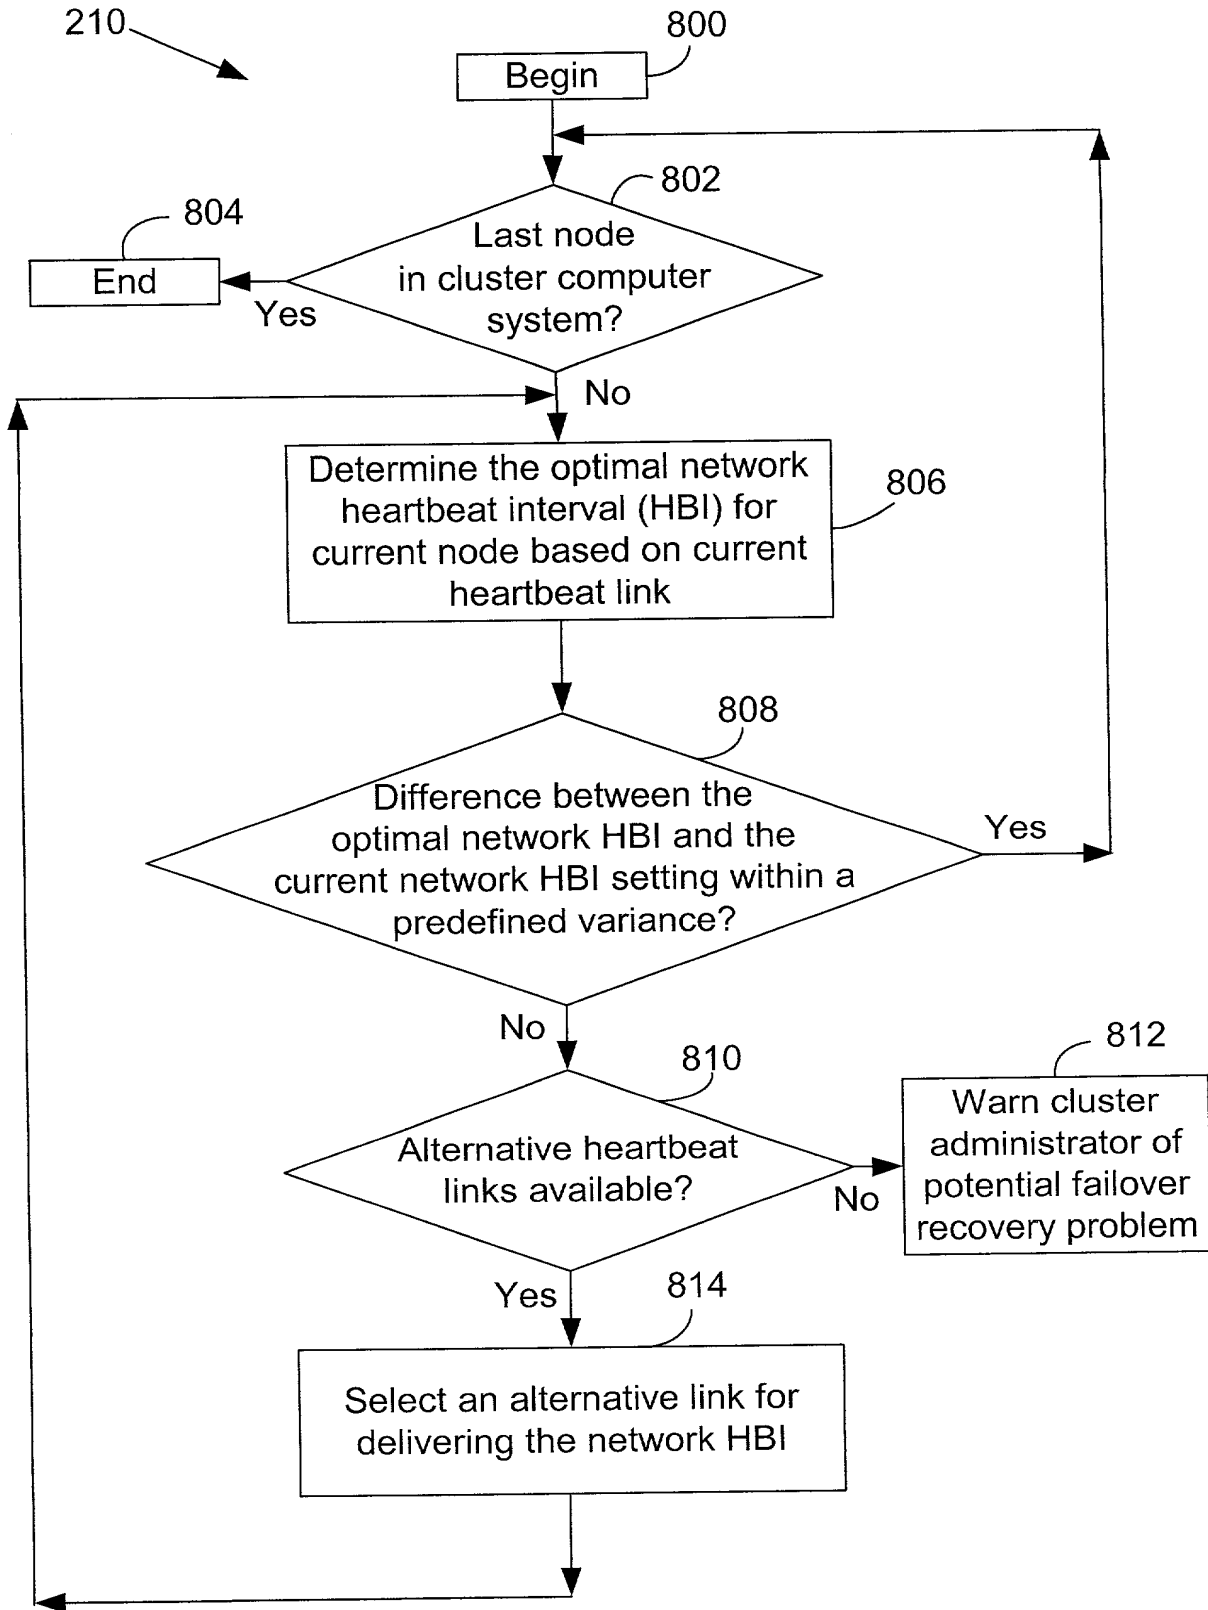 210
800
Begin
802
804
Last node
in cluster computer
system?
End
Yes
No
Determine the optimal network
heartbeat interval (HBI) for
current node based on current
heartbeat link
806
808
Difference between the
optimal network HBI and the
current network HBI setting within a
predefined variance?
Yes
No
810
812
Alternative heartbeat
links available?
No
Warn cluster
administrator of
potential failover
recovery problem
Yes
814
Select an alternative link for
delivering the network HBI